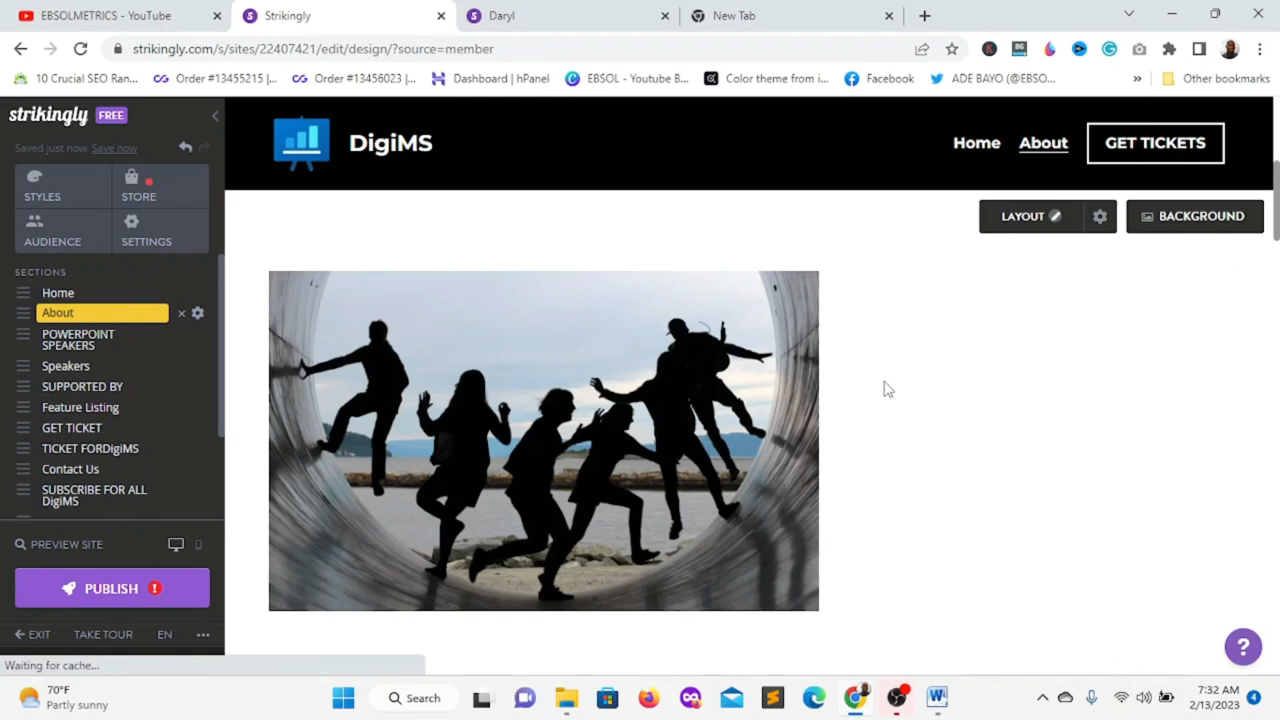 EBSOLMETRICS - YouTube
Strikingly
Daryl
New Tab
strikingly.com/s/sites/22407421/edit/design/?source=member
10 Crucial SEO Ran...
Order #13455215 |...
Order #13456023 |...
Dashboard | hPanel
EBSOL - Youtube B...
Color theme from i...
Facebook
ADE BAYO (@EBSO...
»
Other bookmarks
strikingly FREE
Saved just now. Save now
STYLES
STORE
AUDIENCE
SETTINGS
SECTIONS
Home
About
POWERPOINT
SPEAKERS
Speakers
SUPPORTED BY
Feature Listing
GET TICKET
TICKET FORDigiMS
Contact Us
SUBSCRIBE FOR ALL
DigiMS
PREVIEW SITE
PUBLISH !
EXIT
TAKE TOUR
EN
DigiMS
Home
About
GET TICKETS
LAYOUT
BACKGROUND
?
Waiting for cache...
70°F
Partly sunny
Search
7:32 AM
2/13/2023
4